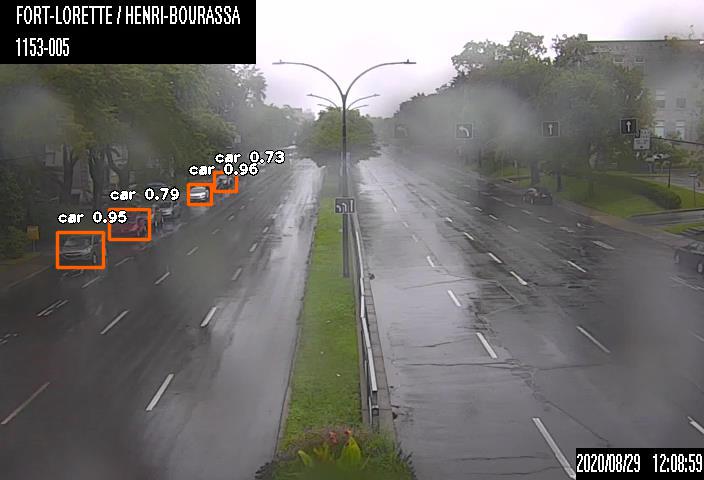 FORT-LORETTE / HENRI-BOURASSA
1153-005
car 0.73
car 0.96
car 0.79
car 0.95
2020/08/29 12:08:59